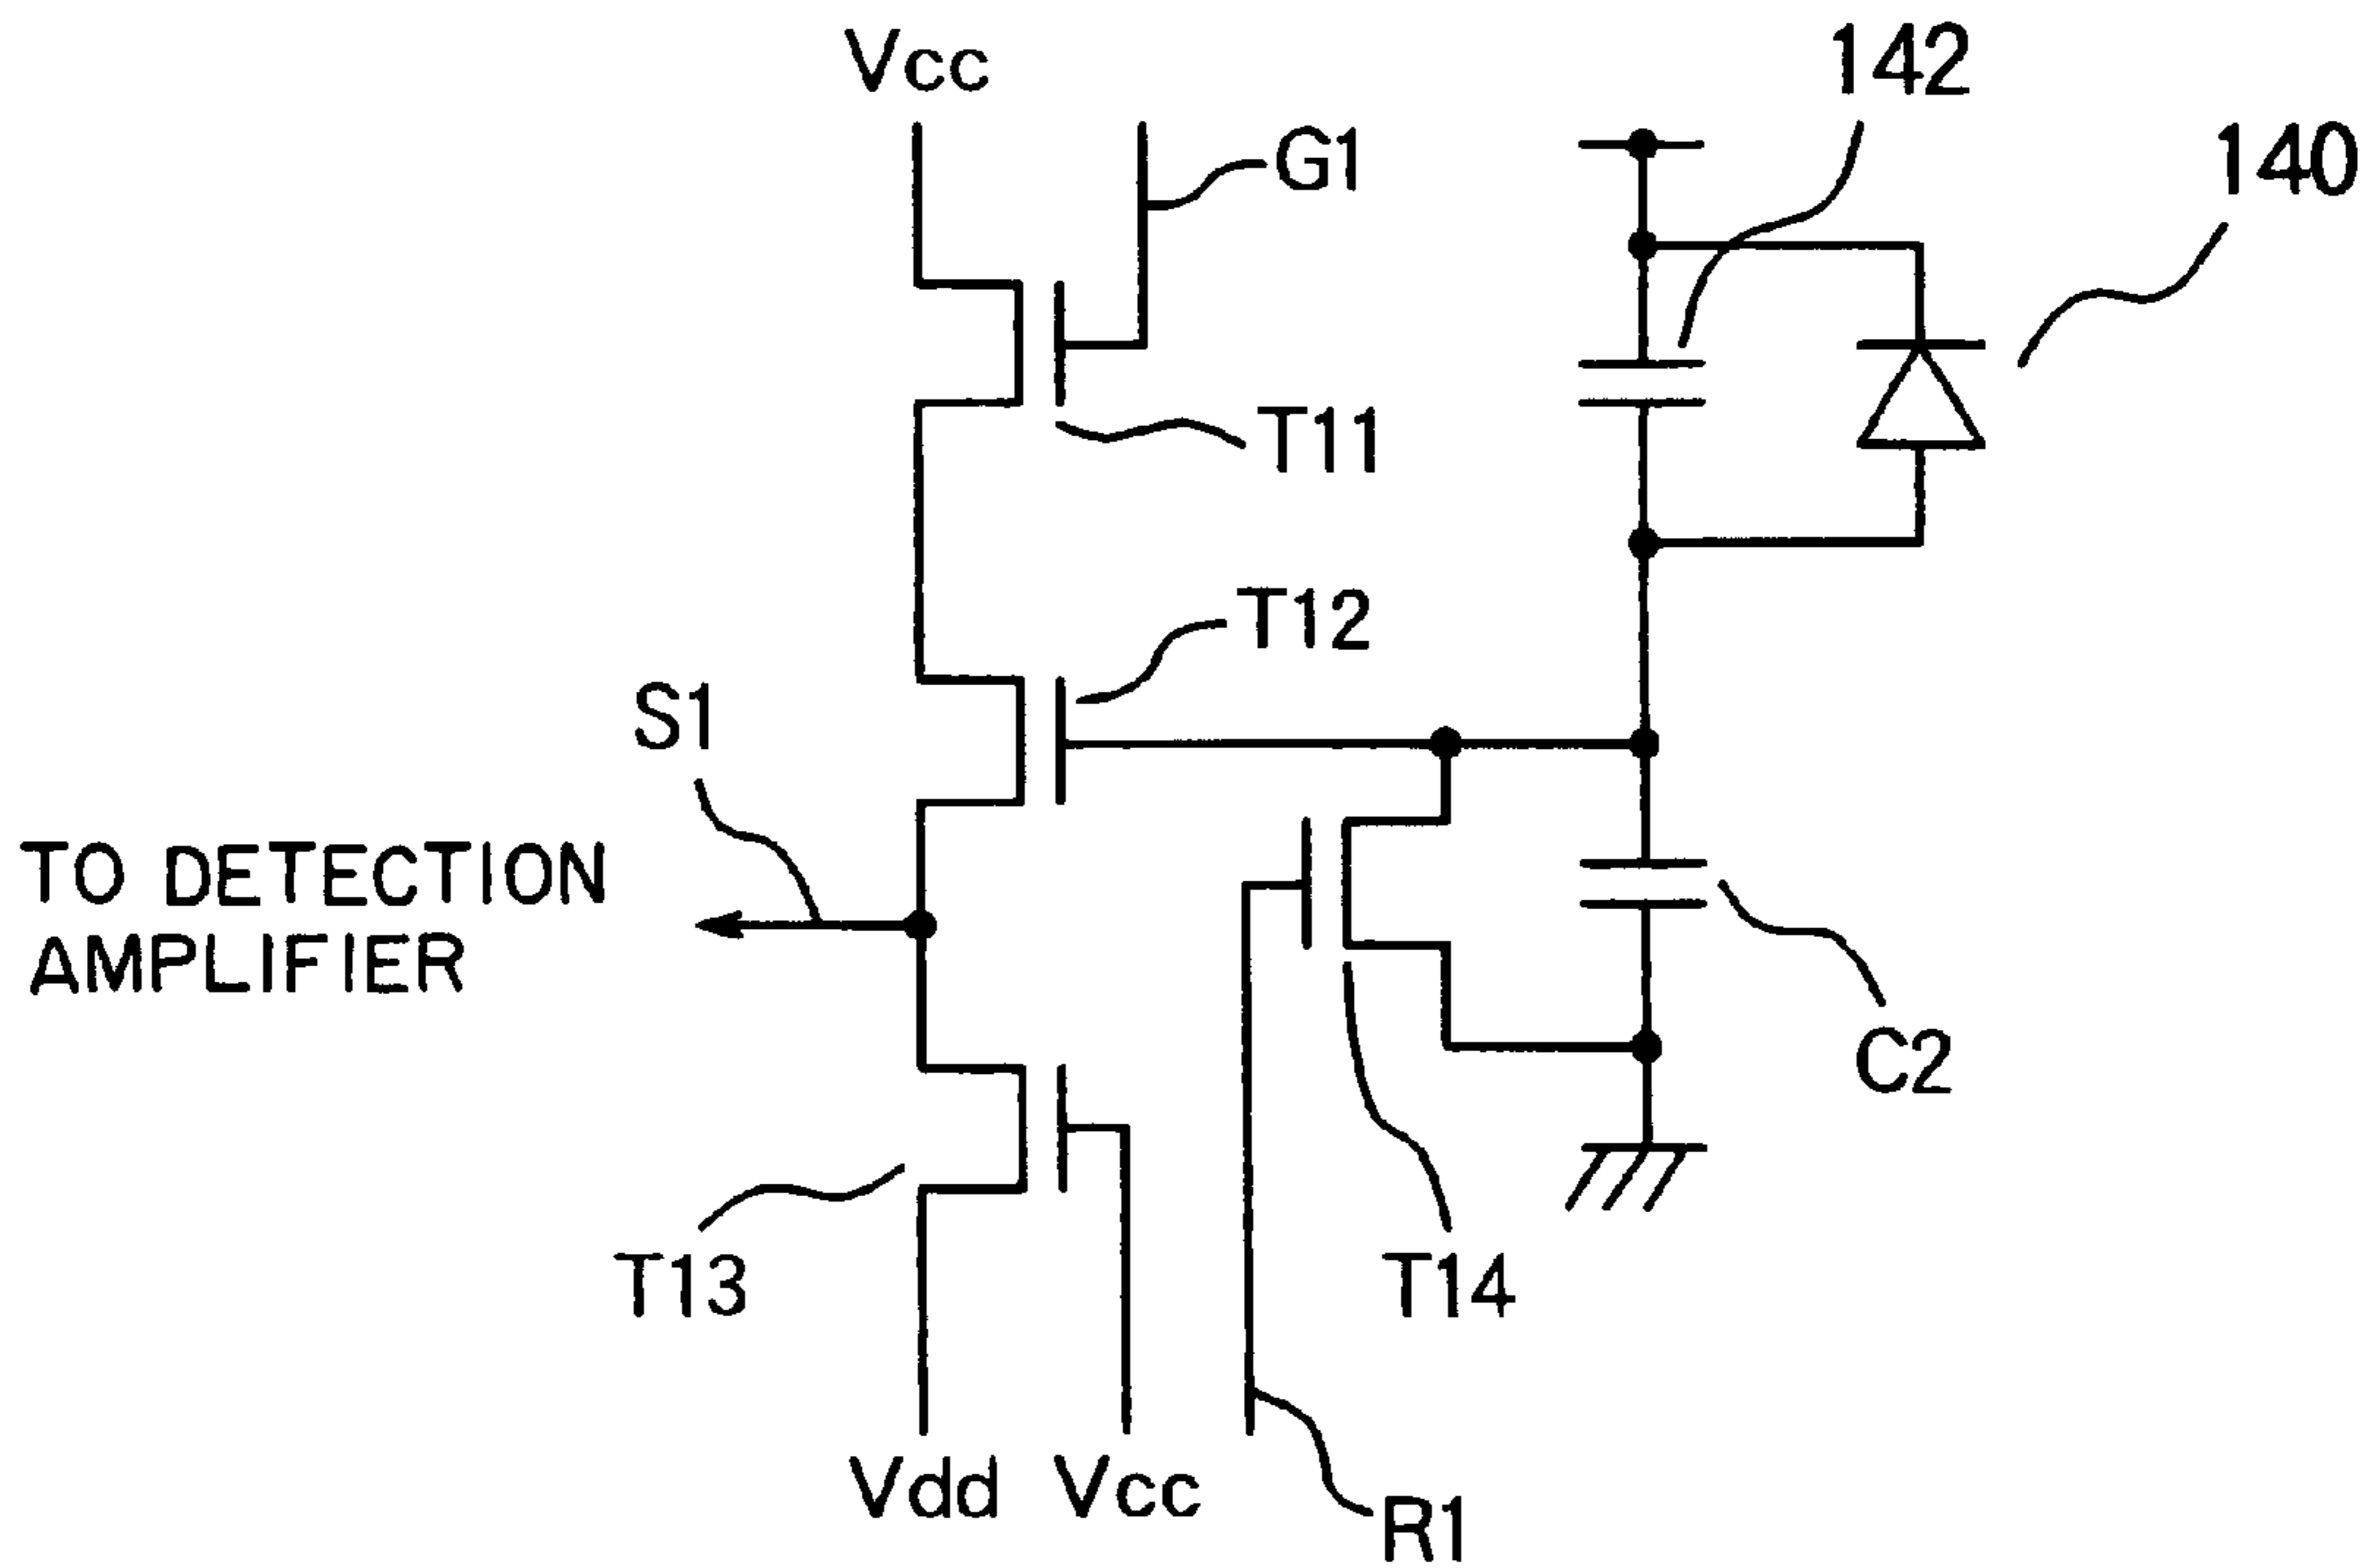 Vcc
142
G1
140
T11
T12
S1
TO DETECTION
AMPLIFIER
C2
T13
T14
Vdd
Vcc
R1